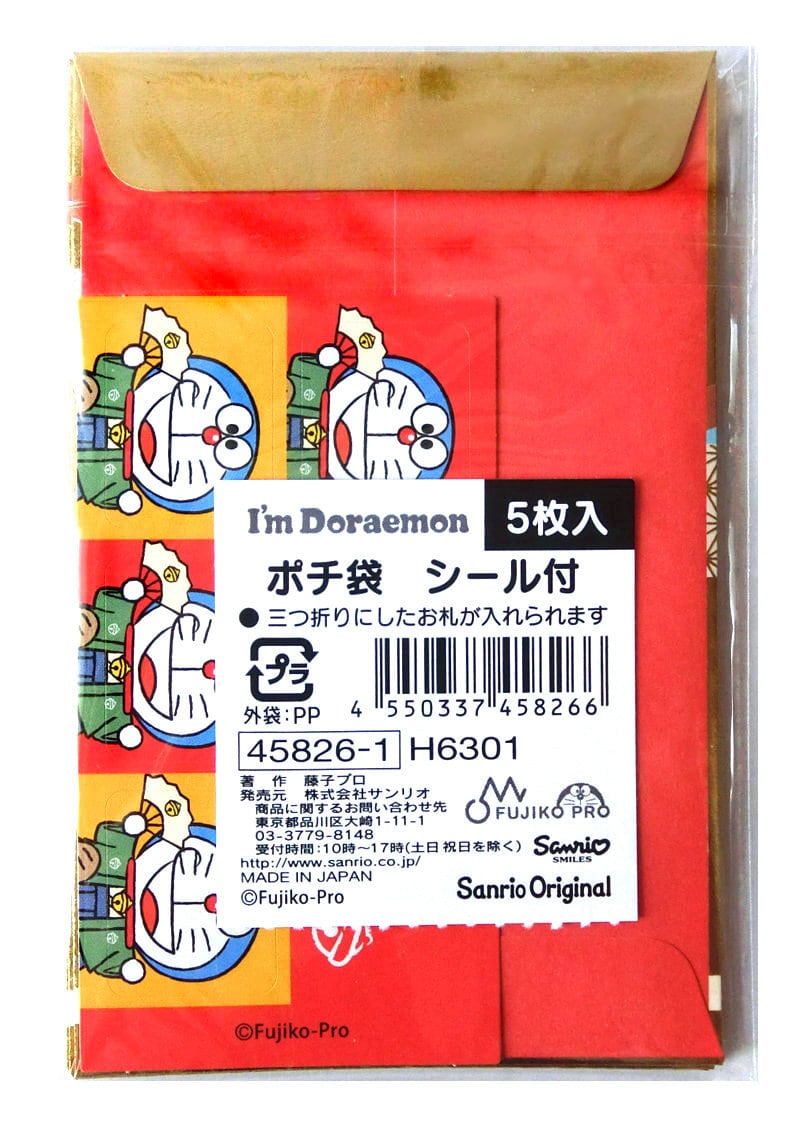 I'm Doraemon
5枚入
ポチ袋　シール付
●三つ折りにしたお札が入れられます
プラ
外袋:PP
4 550337 458266
45826-1 H6301
著　作　藤子プロ
発売元　株式会社サンリオ
商品に関するお問い合わせ先
東京都品川区大崎1-11-1
03-3779-8148
受付時間:10時〜17時(土日祝日を除く)
http://www.sanrio.co.jp/
MADE IN JAPAN
©Fujiko-Pro
FUJIKO PRO
Sanrio
SMILES
Sanrio Original
©Fujiko-Pro